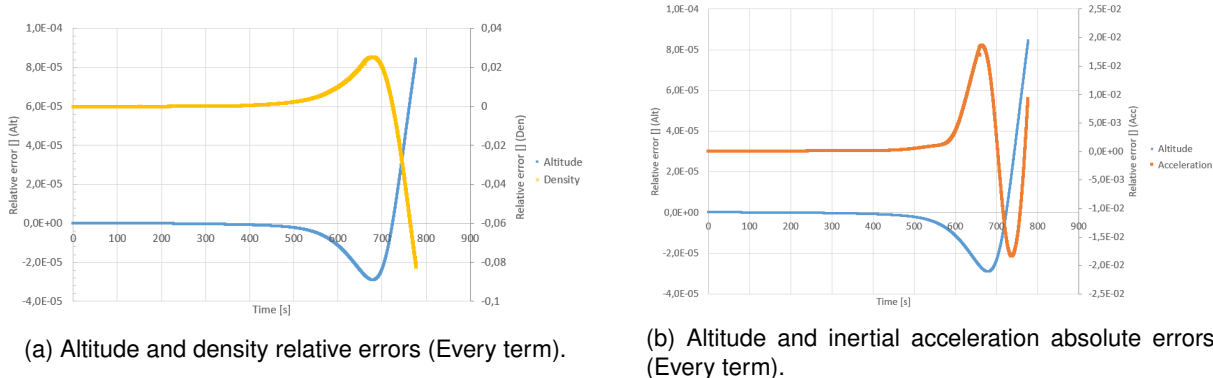 1,0E-04
8,0E-05
6,0E-05
4,0E-05
2,0E-05
0,0E+00
-2,0E-05
-4,0E-05
Relative error [] (Alt)
0 100 200 300 400 500 600 700 800 900
Time [s]
0,04
0,02
0
-0,02
-0,04
-0,06
-0,08
-0,1
Relative error [] (Den)
Altitude
Density
(a) Altitude and density relative errors (Every term).
1,0E-04
8,0E-05
6,0E-05
4,0E-05
2,0E-05
0,0E+00
-2,0E-05
-4,0E-05
Relative error [] (Alt)
0 100 200 300 400 500 600 700 800 900
Time [s]
2,5E-02
2,0E-02
1,5E-02
1,0E-02
5,0E-03
0,0E+00
-5,0E-03
-1,0E-02
-1,5E-02
-2,0E-02
-2,5E-02
Relative error [] (Acc)
Altitude
Acceleration
(b) Altitude and inertial acceleration absolute errors
(Every term).